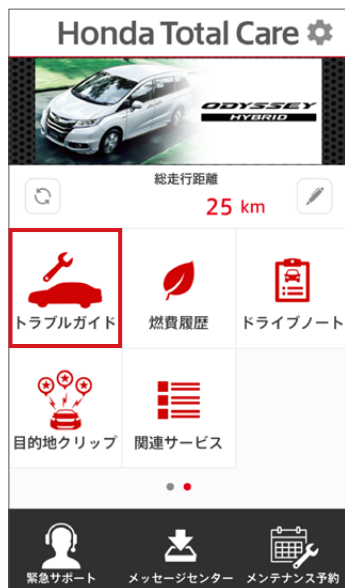 Honda Total Care
ODYSSEY
HYBRID
総走行距離
25 km
トラブルガイド
燃費履歴
ドライブノート
目的地クリップ
関連サービス
緊急サポート
メッセージセンター
メンテナンス予約